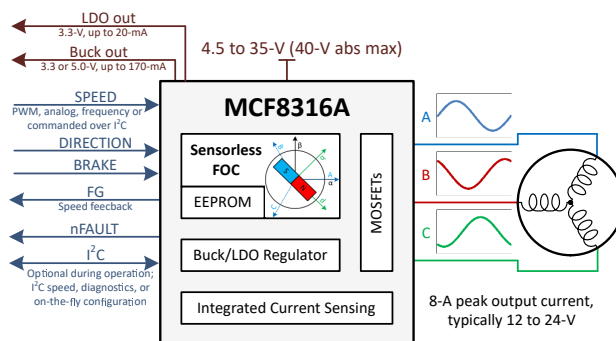 LDO out
3.3-V, up to 20-mA
Buck out
3.3 or 5.0-V, up to 170-mA
4.5 to 35-V (40-V abs max)
SPEED
PWM, analog, frequency or
commanded over I²C
DIRECTION
BRAKE
FG
Speed feecback
nFAULT
I²C
Optional during operation;
I²C speed, diagnostics, or
on-the-fly configuration
MCF8316A
Sensorless
FOC
EEPROM
β
A
α
C
S
N
MOSFETs
Buck/LDO Regulator
Integrated Current Sensing
A
B
C
8-A peak output current,
typically 12 to 24-V